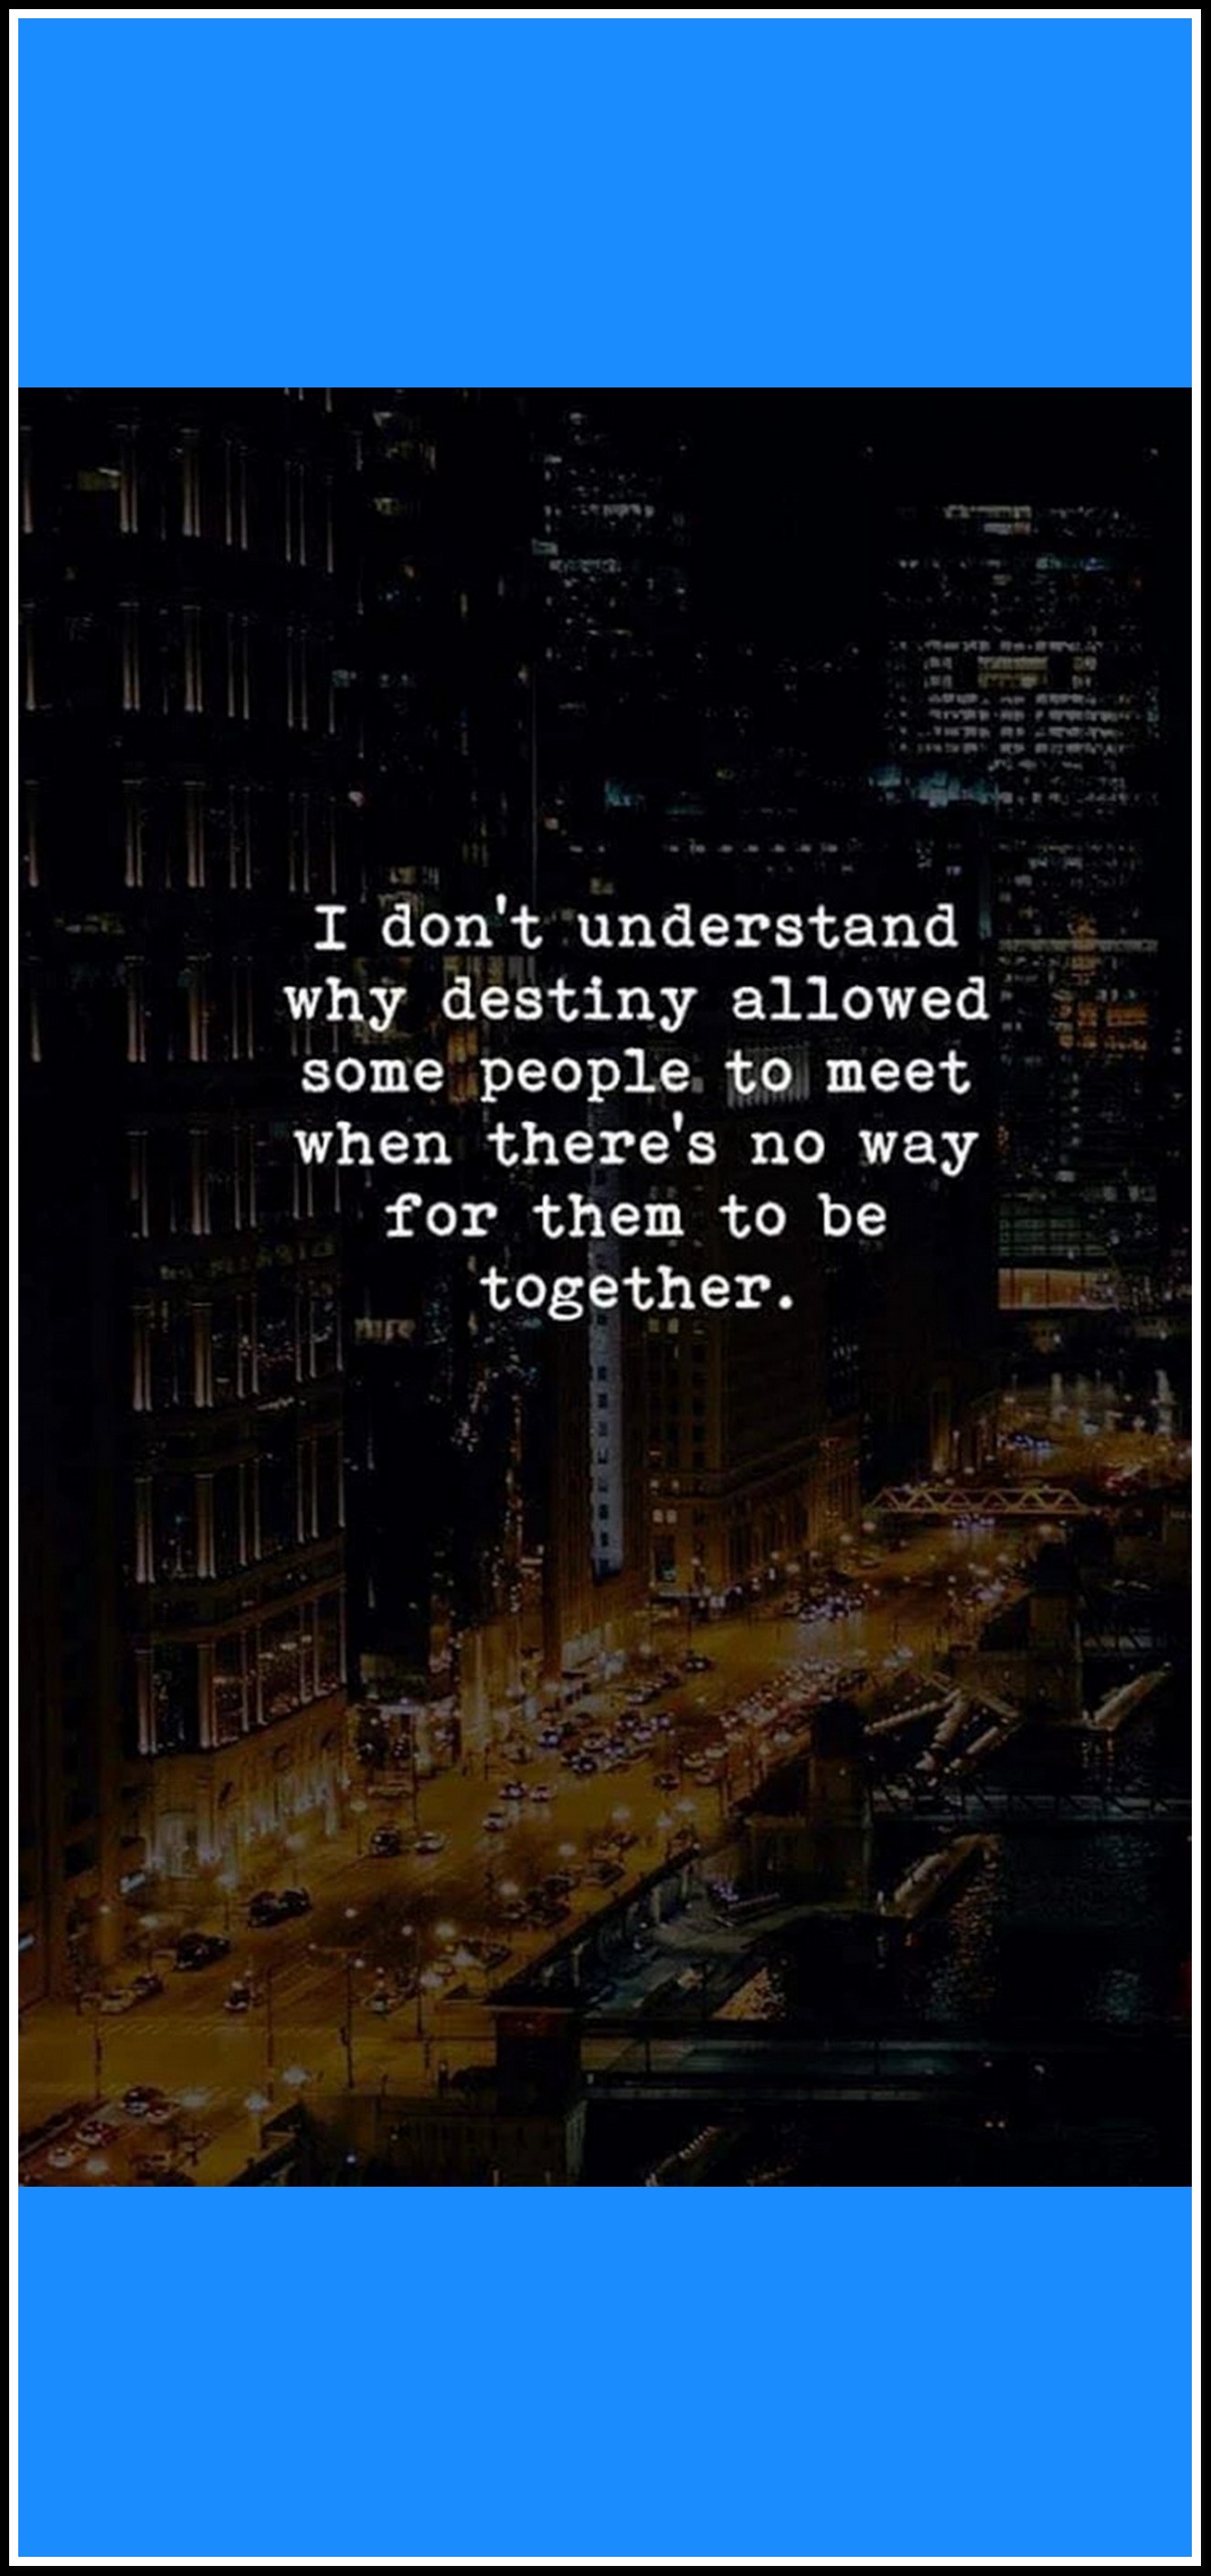 I don't understand
why destiny allowed
some people to meet
when there's no way
for them to be
together.